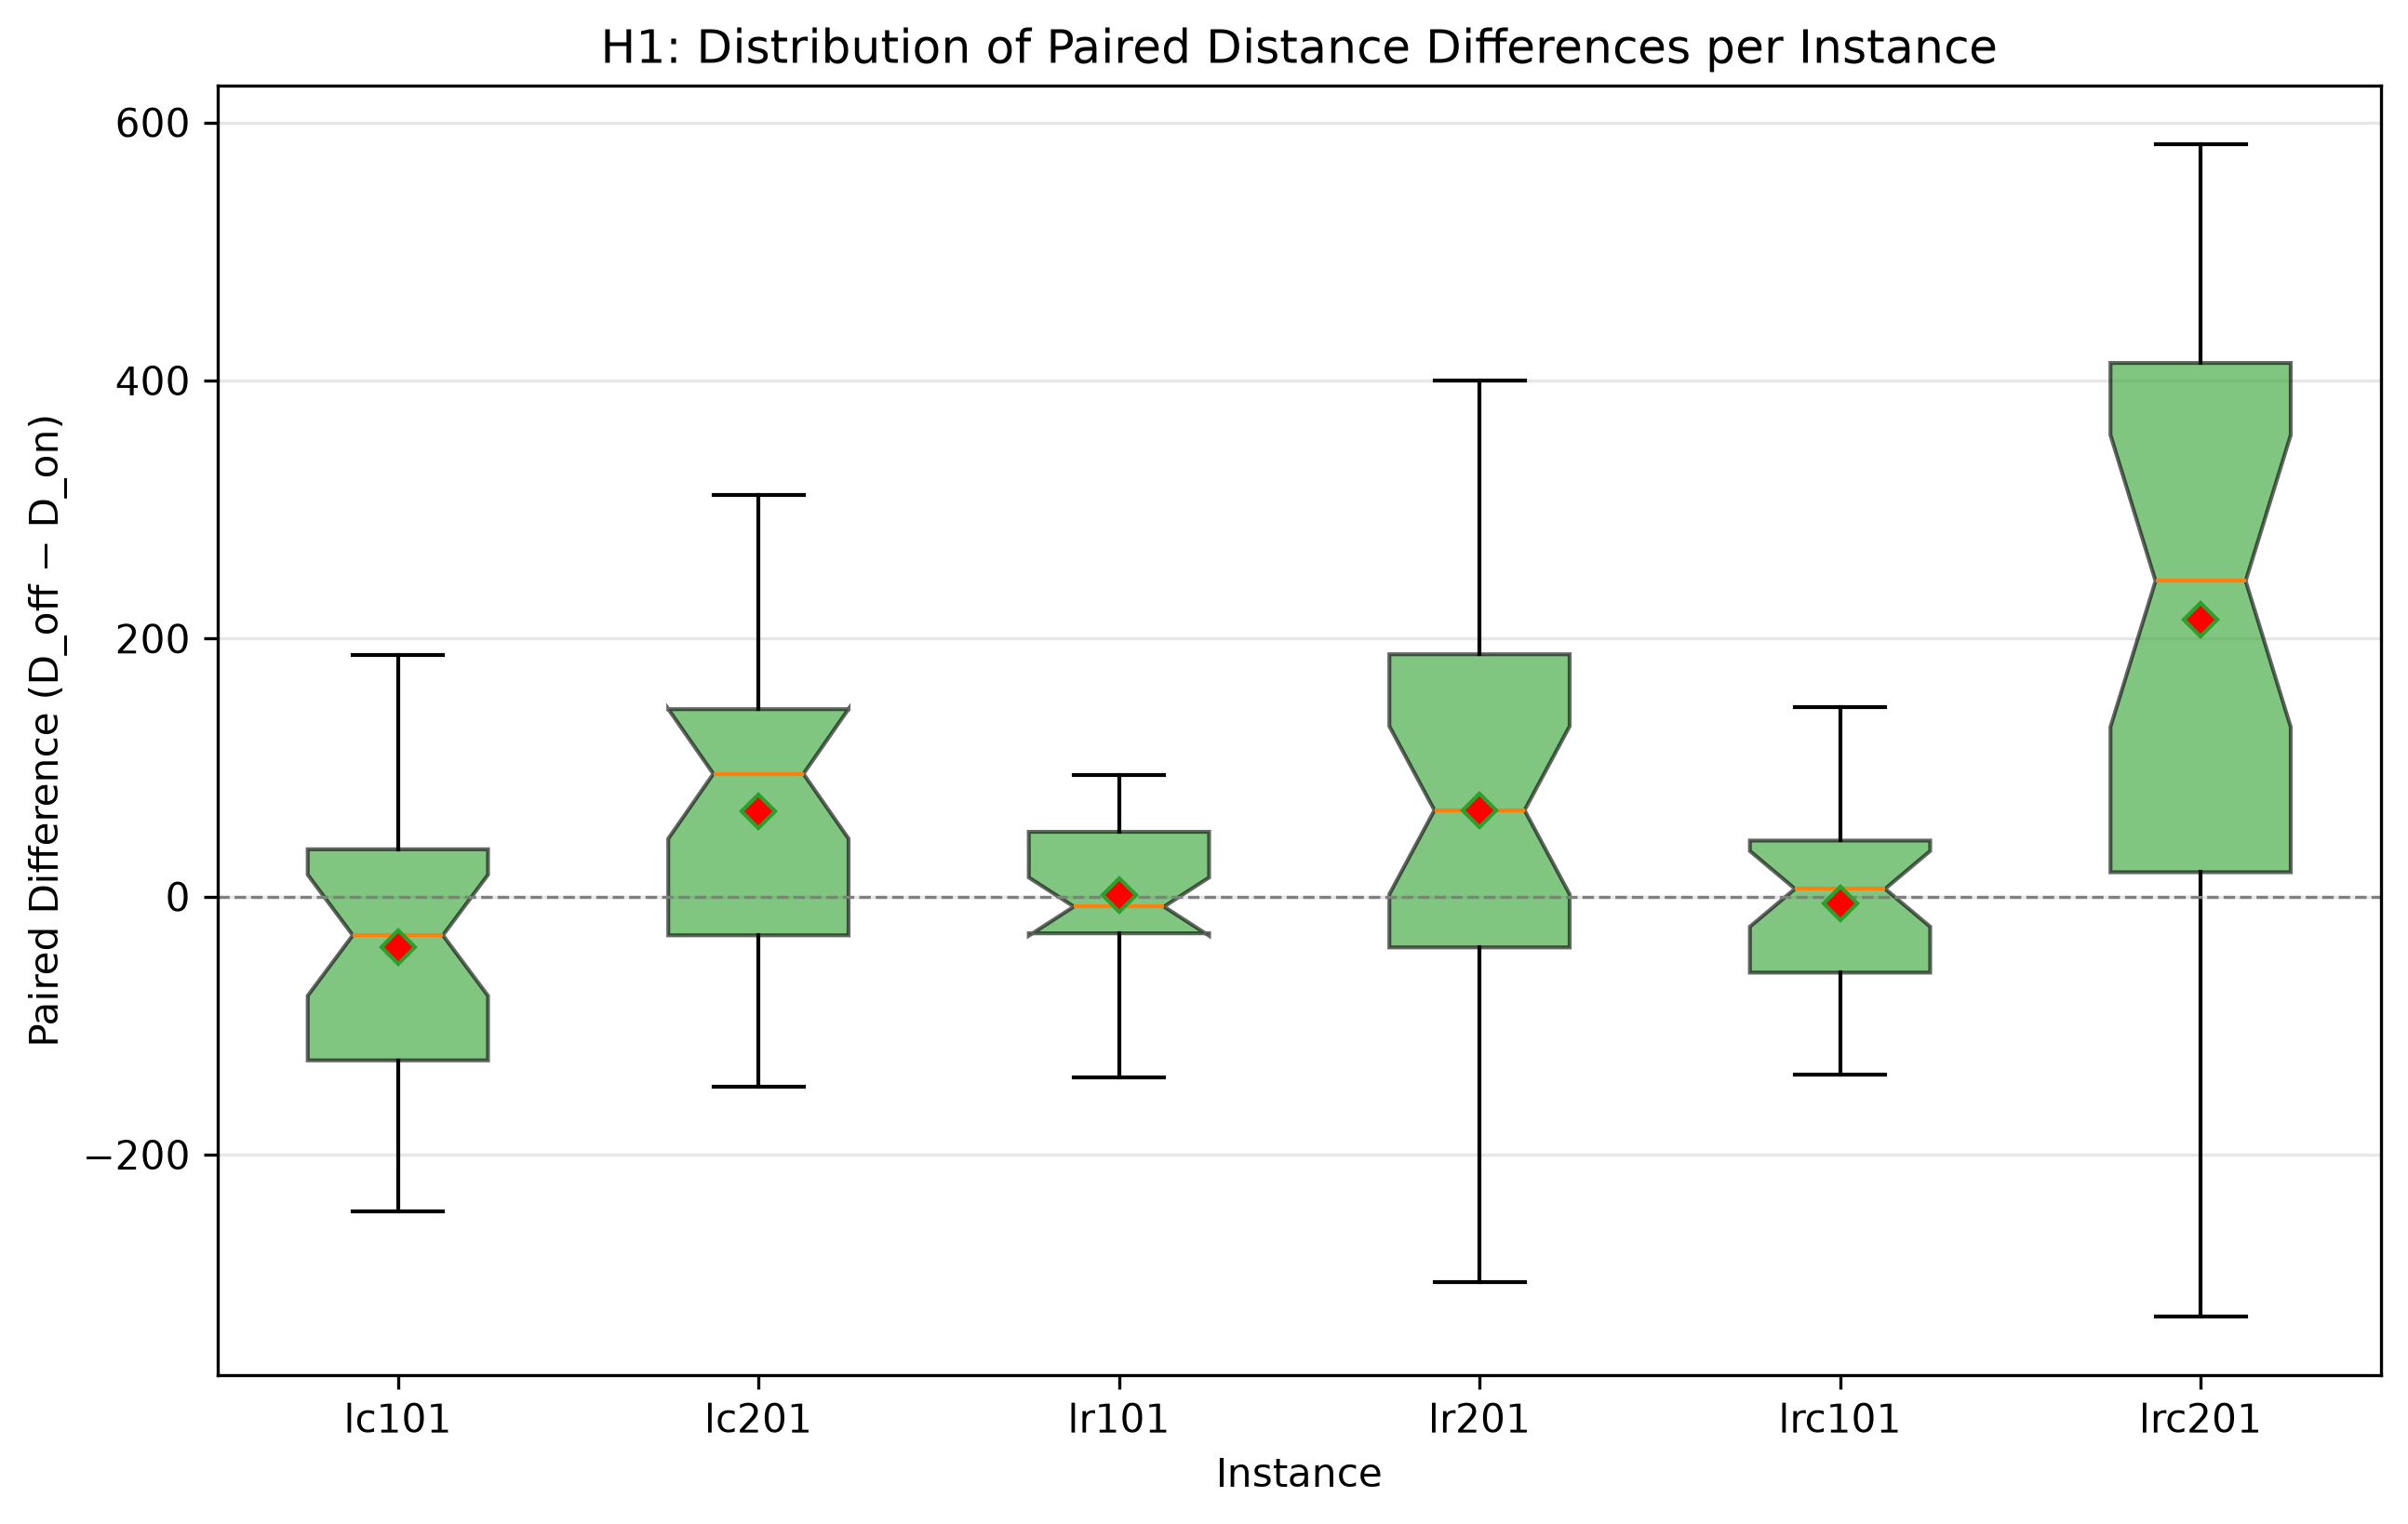 H1: Distribution of Paired Distance Differences per Instance
Paired Difference (D_off − D_on)
600
400
200
0
−200
lc101 lc201 lr101 lr201 lrc101 lrc201
Instance